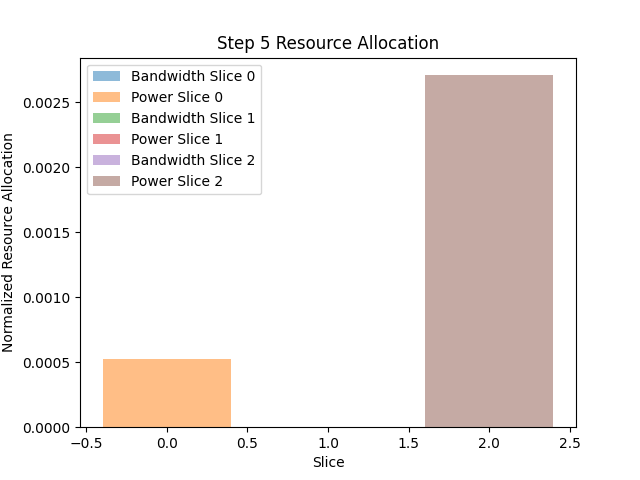 Step 5 Resource Allocation
Bandwidth Slice 0
Power Slice 0
Bandwidth Slice 1
Power Slice 1
Bandwidth Slice 2
Power Slice 2
Normalized Resource Allocation
0.0025
0.0020
0.0015
0.0010
0.0005
0.0000
−0.5 0.0 0.5 1.0 1.5 2.0 2.5
Slice